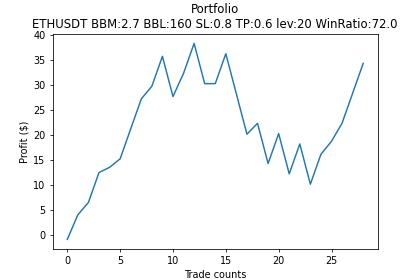 Portfolio
ETHUSDT BBM:2.7 BBL:160 SL:0.8 TP:0.6 lev:20 WinRatio:72.0
40
35
30
25
20
15
10
5
0
Profit ($)
0 5 10 15 20 25
Trade counts